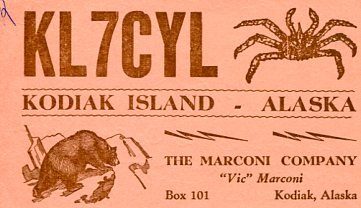 KL7CYL
KODIAK ISLAND - ALASKA
THE MARCONI COMPANY
"Vic" Marconi
Box 101 Kodiak, Alaska